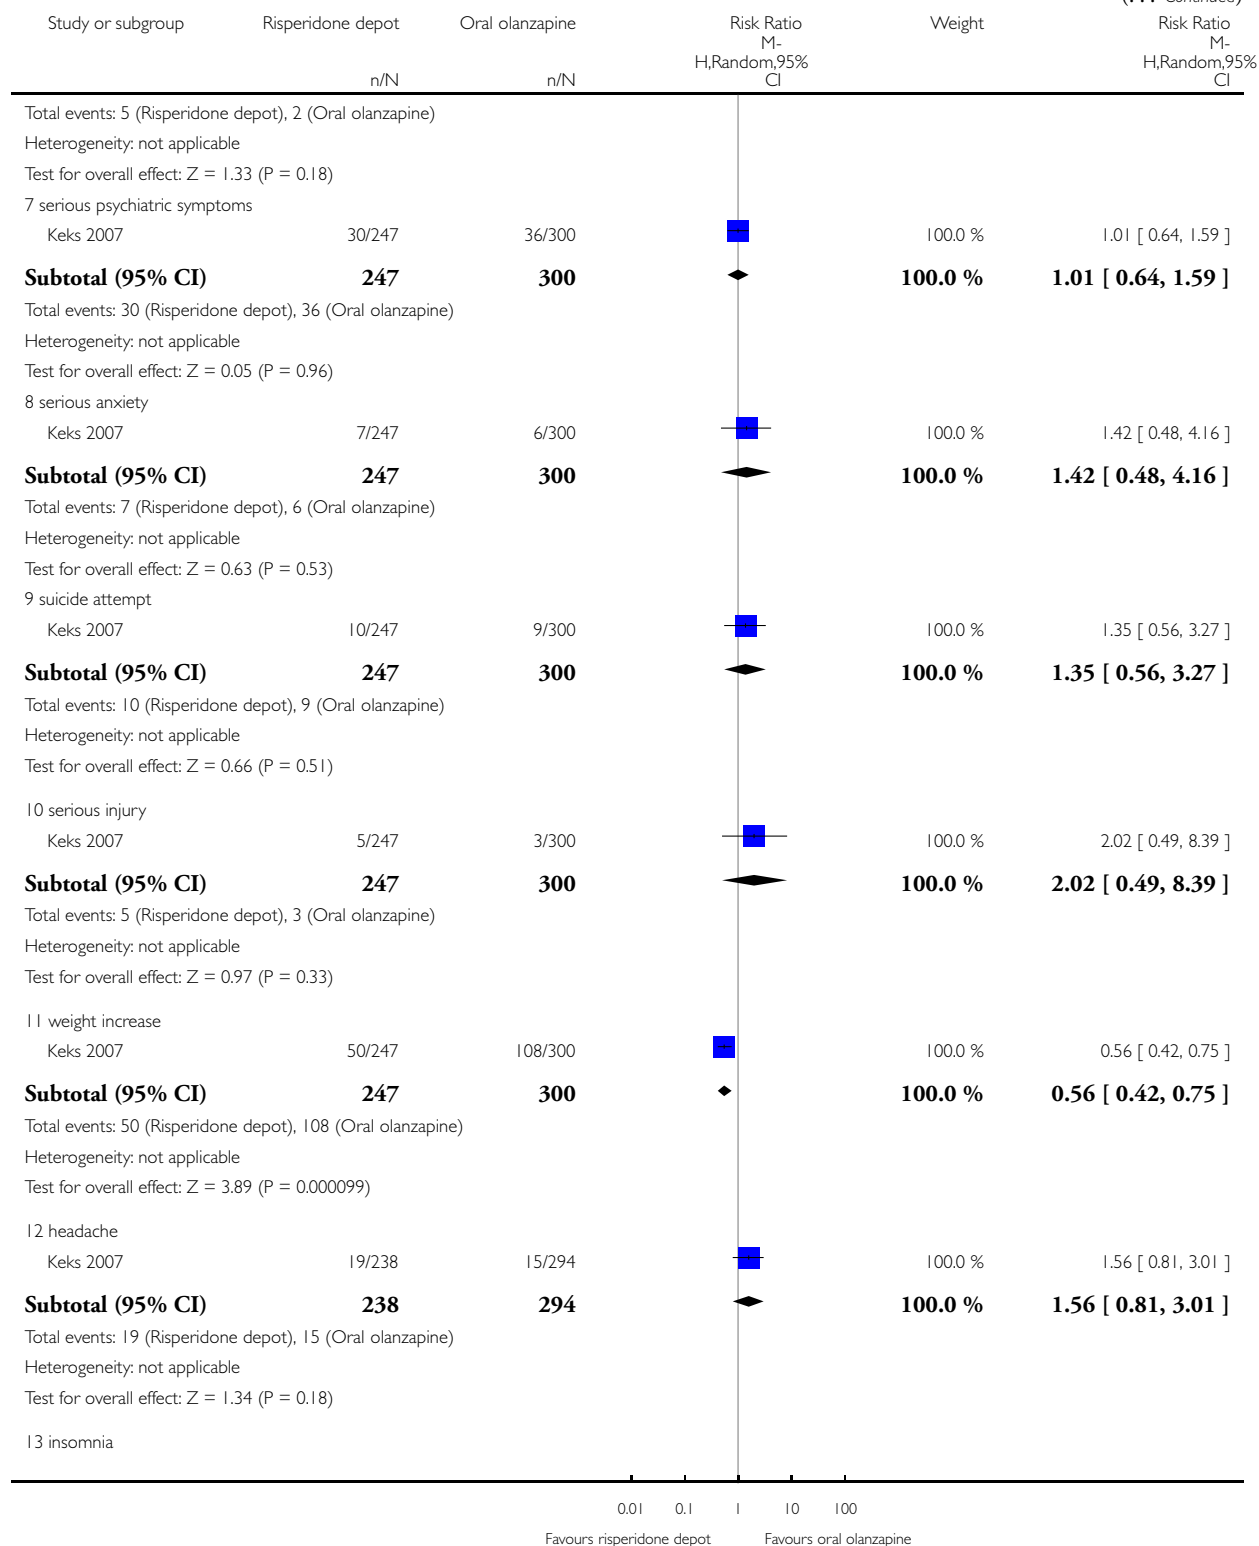 Continued)
Study or subgroup Risperidone depot Oral olanzapine Risk Ratio Weight Risk Ratio
M- M-
H,Random,95% H,Random,95%
n/N n/N CI CI
Total events: 5 (Risperidone depot), 2 (Oral olanzapine)
Heterogeneity: not applicable
Test for overall effect: Z = 1.33 (P = 0.18)
7 serious psychiatric symptoms
Keks 2007 30/247 36/300 100.0 % 1.01 [ 0.64, 1.59 ]
Subtotal (95% CI) 247 300 100.0 % 1.01 [ 0.64, 1.59 ]
Total events: 30 (Risperidone depot), 36 (Oral olanzapine)
Heterogeneity: not applicable
Test for overall effect: Z = 0.05 (P = 0.96)
8 serious anxiety
Keks 2007 7/247 6/300 100.0 % 1.42 [ 0.48, 4.16 ]
Subtotal (95% CI) 247 300 100.0 % 1.42 [ 0.48, 4.16 ]
Total events: 7 (Risperidone depot), 6 (Oral olanzapine)
Heterogeneity: not applicable
Test for overall effect: Z = 0.63 (P = 0.53)
9 suicide attempt
Keks 2007 10/247 9/300 100.0 % 1.35 [ 0.56, 3.27 ]
Subtotal (95% CI) 247 300 100.0 % 1.35 [ 0.56, 3.27 ]
Total events: 10 (Risperidone depot), 9 (Oral olanzapine)
Heterogeneity: not applicable
Test for overall effect: Z = 0.66 (P = 0.51)
10 serious injury
Keks 2007 5/247 3/300 100.0 % 2.02 [ 0.49, 8.39 ]
Subtotal (95% CI) 247 300 100.0 % 2.02 [ 0.49, 8.39 ]
Total events: 5 (Risperidone depot), 3 (Oral olanzapine)
Heterogeneity: not applicable
Test for overall effect: Z = 0.97 (P = 0.33)
11 weight increase
Keks 2007 50/247 108/300 100.0 % 0.56 [ 0.42, 0.75 ]
Subtotal (95% CI) 247 300 100.0 % 0.56 [ 0.42, 0.75 ]
Total events: 50 (Risperidone depot), 108 (Oral olanzapine)
Heterogeneity: not applicable
Test for overall effect: Z = 3.89 (P = 0.000099)
12 headache
Keks 2007 19/238 15/294 100.0 % 1.56 [ 0.81, 3.01 ]
Subtotal (95% CI) 238 294 100.0 % 1.56 [ 0.81, 3.01 ]
Total events: 19 (Risperidone depot), 15 (Oral olanzapine)
Heterogeneity: not applicable
Test for overall effect: Z = 1.34 (P = 0.18)
13 insomnia
0.01 0.1 1 10 100
Favours risperidone depot Favours oral olanzapine